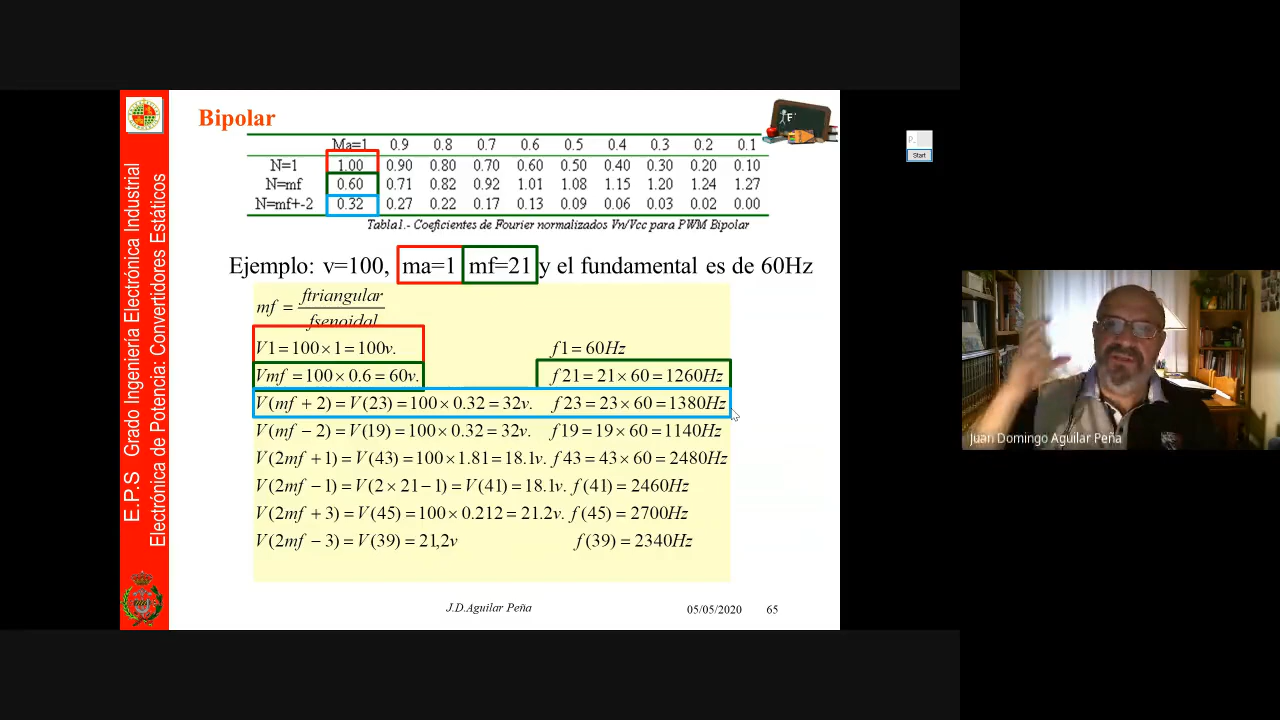 Bipolar
Ma=1 0.9 0.8 0.7 0.6 0.5 0.4 0.3 0.2 0.1
N=1 1.00 0.90 0.80 0.70 0.60 0.50 0.40 0.30 0.20 0.10
N=mf 0.60 0.71 0.82 0.92 1.01 1.08 1.15 1.20 1.24 1.27
N=mf+-2 0.32 0.27 0.22 0.17 0.13 0.09 0.06 0.03 0.02 0.00
Tabla1.- Coeficientes de Fourier normalizados Vn/Vcc para PWM Bipolar
Ejemplo: v=100, ma=1 mf=21 y el fundamental es de 60Hz
mf = ftriangular
fsenoidal
V1=100×1=100v. f1=60Hz
Vmf=100×0.6=60v. f21=21×60=1260Hz
V(mf+2)=V(23)=100×0.32=32v. f23=23×60=1380Hz
V(mf−2)=V(19)=100×0.32=32v. f19=19×60=1140Hz
V(2mf+1)=V(43)=100×1.81=18.1v. f43=43×60=2480Hz
V(2mf−1)=V(2×21−1)=V(41)=18.1v. f(41)=2460Hz
V(2mf+3)=V(45)=100×0.212=21.2v. f(45)=2700Hz
V(2mf−3)=V(39)=21,2v f(39)=2340Hz
J.D.Aguilar Peña 05/05/2020 65
E.P.S Grado Ingeniería Electrónica Industrial
Electrónica de Potencia: Convertidores Estáticos
Start
Juan Domingo Aguilar Peña